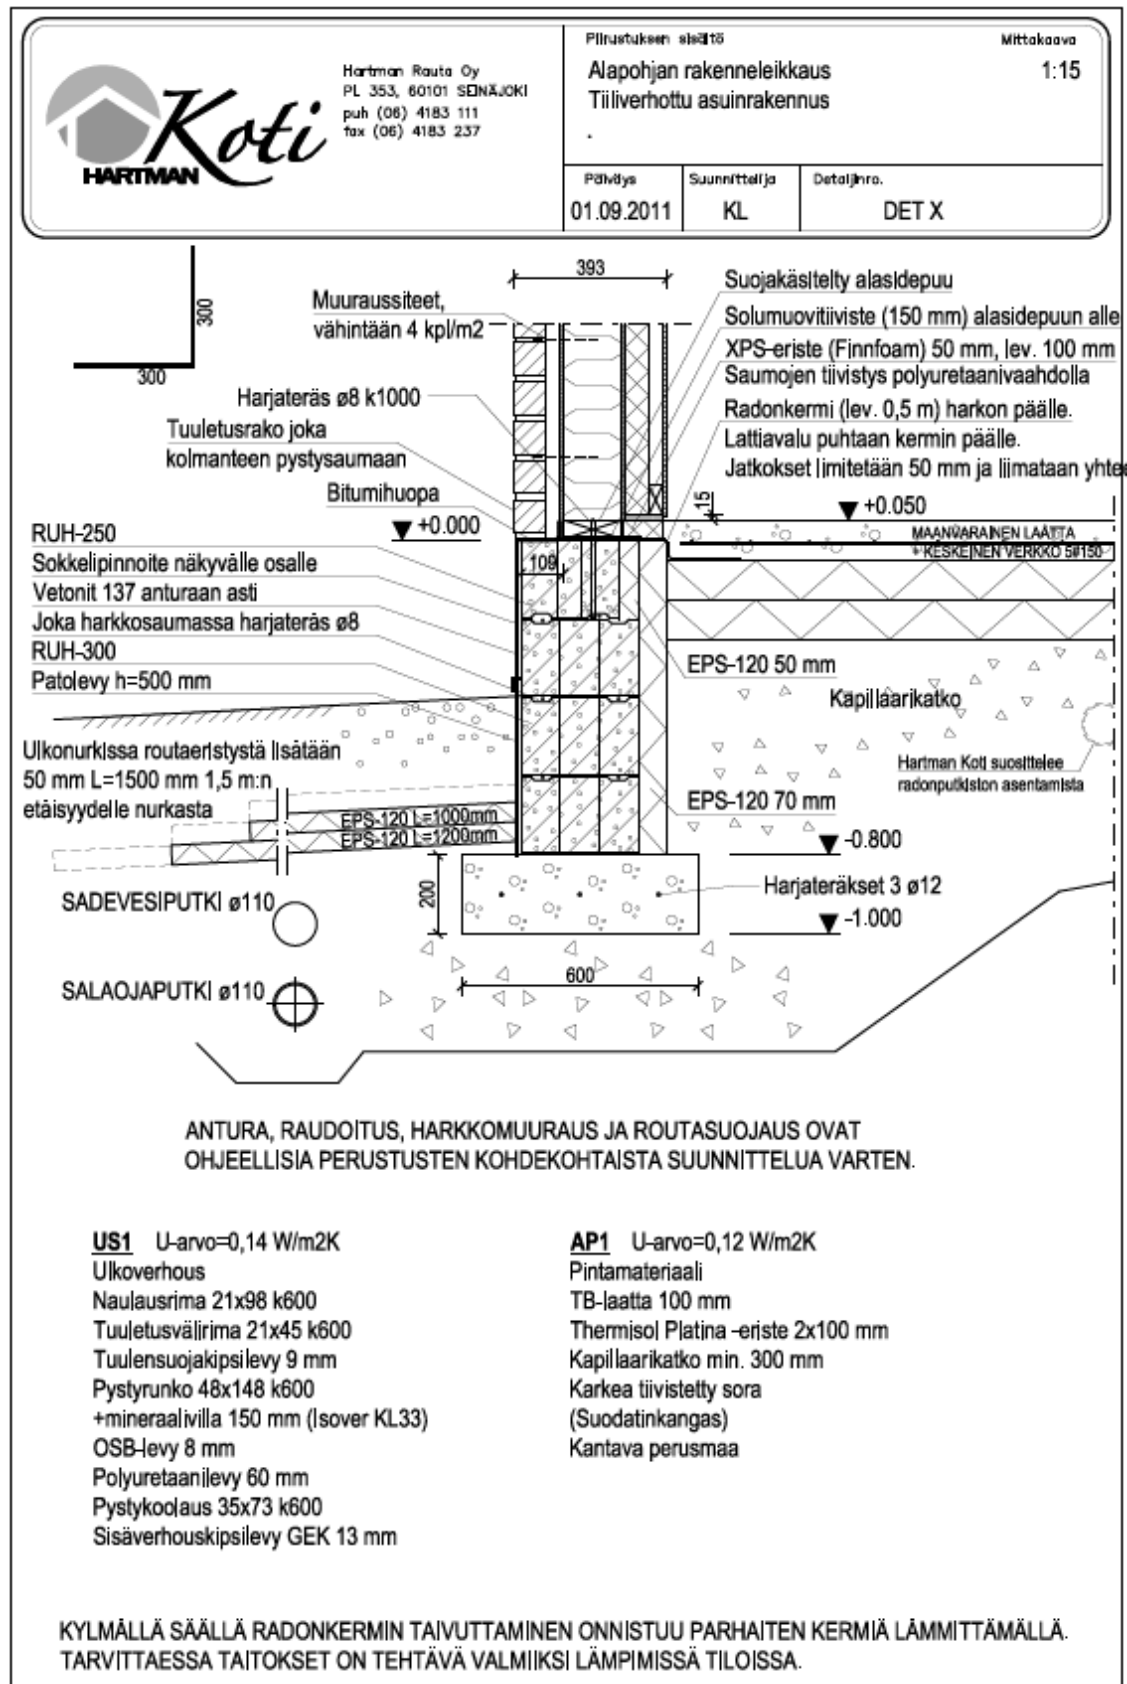 Hartman Rauta Oy
PL 353, 60101 SEINÄJOKI
puh (06) 4183 111
fax (06) 4183 237
Koti
HARTMAN
Piirustuksen sisältö
Mittakaava
Alapohjan rakenneleikkaus
1:15
Tiiliverhottu asuinrakennus
.
Päiväys
Suunnittelija
Detaljinro.
01.09.2011
KL
DET X
300
300
393
Muuraussiteet,
vähintään 4 kpl/m2
Harjateräs ø8 k1000
Tuuletusrako joka
kolmanteen pystysaumaan
Bitumihuopa
+0.000
RUH-250
Sokkelipinnoite näkyvälle osalle
Vetonit 137 anturaan asti
Joka harkkosaumassa harjateräs ø8
RUH-300
Patolevy h=500 mm
Suojakäsitelty alasidepuu
Solumuovitiiviste (150 mm) alasidepuun alle
XPS-eriste (Finnfoam) 50 mm, lev. 100 mm
Saumojen tiivistys polyuretaanivaahdolla
Radonkermi (lev. 0,5 m) harkon päälle.
Lattiavalu puhtaan kermin päälle.
Jatkokset limitetään 50 mm ja liimataan yhtee
15
+0.050
MAANVARAINEN LAATTA
+ KESKEINEN VERKKO 5#150
109
EPS-120 50 mm
Kapillaarikatko
Hartman Koti suosittelee
radonputkiston asentamista
EPS-120 70 mm
Ulkonurkissa routaeristystä lisätään
50 mm L=1500 mm 1,5 m:n
etäisyydelle nurkasta
EPS-120 L=1000mm
EPS-120 L=1200mm
-0.800
200
Harjateräkset 3 ø12
-1.000
SADEVESIPUTKI ø110
600
SALAOJAPUTKI ø110
ANTURA, RAUDOITUS, HARKKOMUURAUS JA ROUTASUOJAUS OVAT
OHJEELLISIA PERUSTUSTEN KOHDEKOHTAISTA SUUNNITTELUA VARTEN.
US1 U-arvo=0,14 W/m2K
Ulkoverhous
Naulausrima 21x98 k600
Tuuletusvälirima 21x45 k600
Tuulensuojakipsilevy 9 mm
Pystyrunko 48x148 k600
+mineraalivilla 150 mm (Isover KL33)
OSB-levy 8 mm
Polyuretaanilevy 60 mm
Pystykoolaus 35x73 k600
Sisäverhouskipsilevy GEK 13 mm
AP1 U-arvo=0,12 W/m2K
Pintamateriaali
TB-laatta 100 mm
Thermisol Platina -eriste 2x100 mm
Kapillaarikatko min. 300 mm
Karkea tiivistetty sora
(Suodatinkangas)
Kantava perusmaa
KYLMÄLLÄ SÄÄLLÄ RADONKERMIN TAIVUTTAMINEN ONNISTUU PARHAITEN KERMIÄ LÄMMITTÄMÄLLÄ.
TARVITTAESSA TAITOKSET ON TEHTÄVÄ VALMIIKSI LÄMPIMISSÄ TILOISSA.